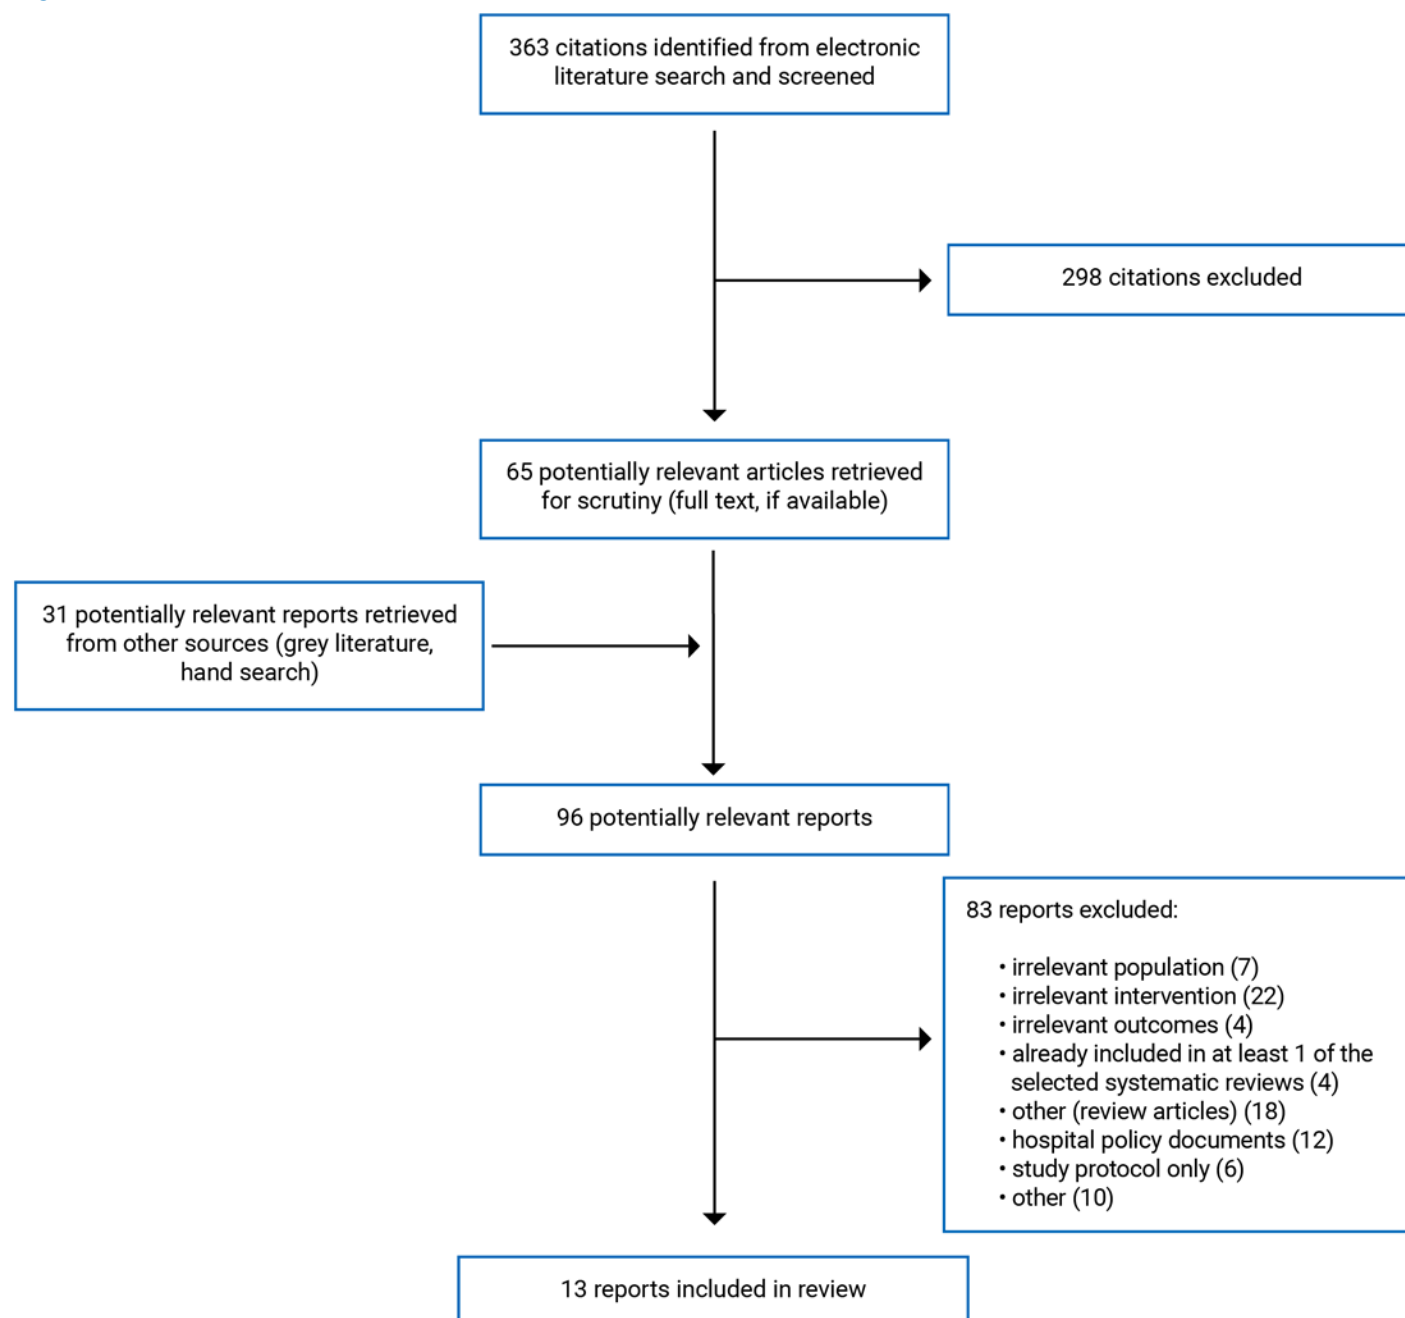 363 citations identified from electronic
literature search and screened
298 citations excluded
65 potentially relevant articles retrieved
for scrutiny (full text, if available)
31 potentially relevant reports retrieved
from other sources (grey literature,
hand search)
96 potentially relevant reports
83 reports excluded:
• irrelevant population (7)
• irrelevant intervention (22)
• irrelevant outcomes (4)
• already included in at least 1 of the
selected systematic reviews (4)
• other (review articles) (18)
• hospital policy documents (12)
• study protocol only (6)
• other (10)
13 reports included in review